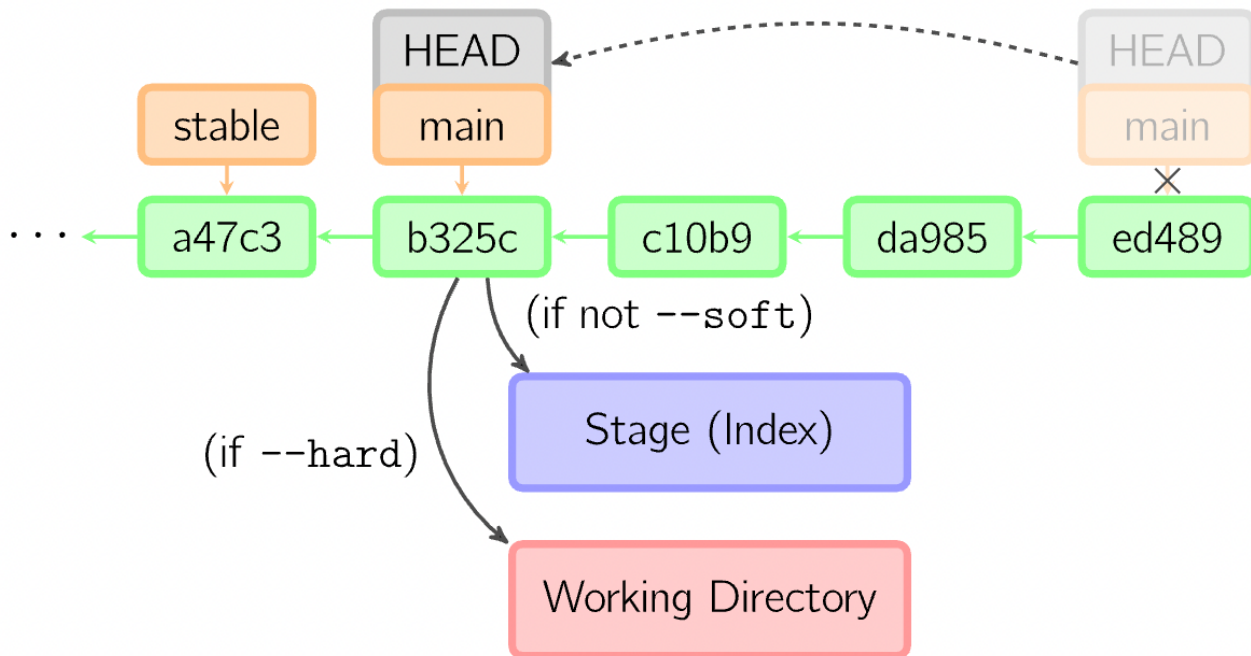 HEAD
HEAD
stable
main
main
...
a47c3
b325c
c10b9
da985
ed489
(if not --soft)
Stage (Index)
(if --hard)
Working Directory